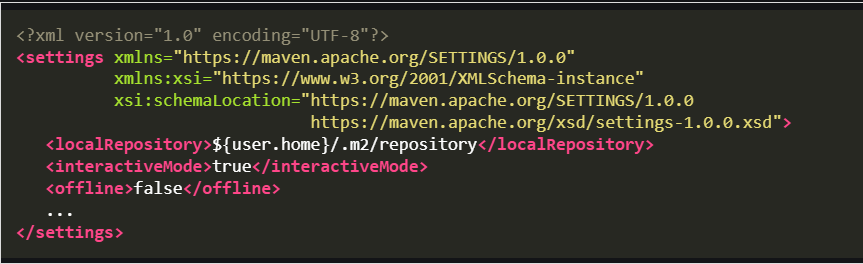 <?xml version="1.0" encoding="UTF-8"?>
<settings xmlns="https://maven.apache.org/SETTINGS/1.0.0"
          xmlns:xsi="https://www.w3.org/2001/XMLSchema-instance"
          xsi:schemaLocation="https://maven.apache.org/SETTINGS/1.0.0
                              https://maven.apache.org/xsd/settings-1.0.0.xsd">
   <localRepository>${user.home}/.m2/repository</localRepository>
   <interactiveMode>true</interactiveMode>
   <offline>false</offline>
   ...
</settings>